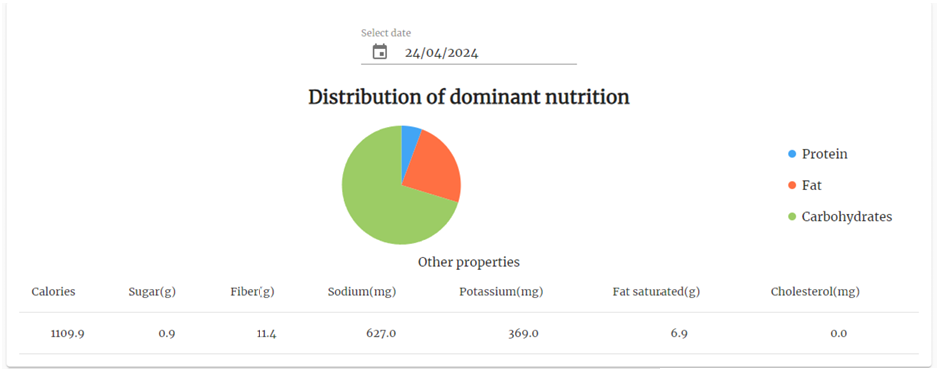 Select date
24/04/2024
Distribution of dominant nutrition
Protein
Fat
Carbohydrates
Other properties
Calories Sugar(g) Fiber(g) Sodium(mg) Potassium(mg) Fat saturated(g) Cholesterol(mg)
1109.9 0.9 11.4 627.0 369.0 6.9 0.0